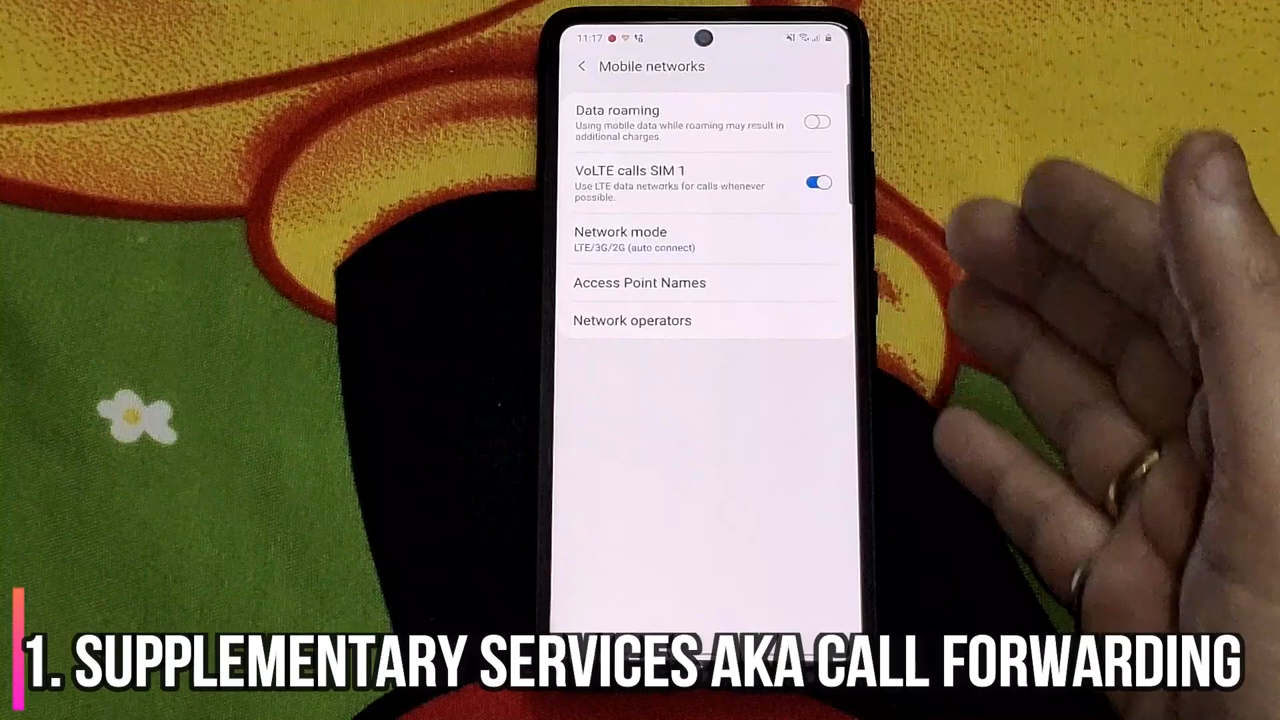 11:17
Mobile networks
Data roaming
Using mobile data while roaming may result in
additional charges.
VoLTE calls SIM 1
Use LTE data networks for calls whenever
possible.
Network mode
LTE/3G/2G (auto connect)
Access Point Names
Network operators
1. SUPPLEMENTARY SERVICES AKA CALL FORWARDING